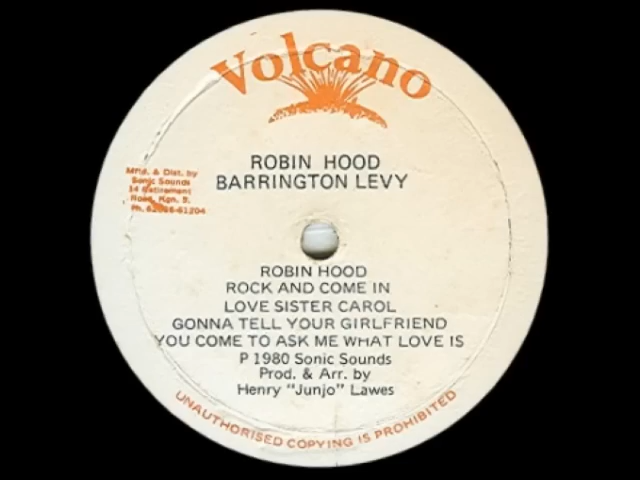 Volcano
ROBIN HOOD
BARRINGTON LEVY
Mfg. & Dist. by
Sonic Sounds
14 Retirement
Road, Kgn. 5.
Ph.
ROBIN HOOD
ROCK AND COME IN
LOVE SISTER CAROL
GONNA TELL YOUR GIRLFRIEND
YOU COME TO ASK ME WHAT LOVE IS
P 1980 Sonic Sounds
Prod. & Arr. by
Henry "Junjo" Lawes
UNAUTHORISED COPYING IS PROHIBITED